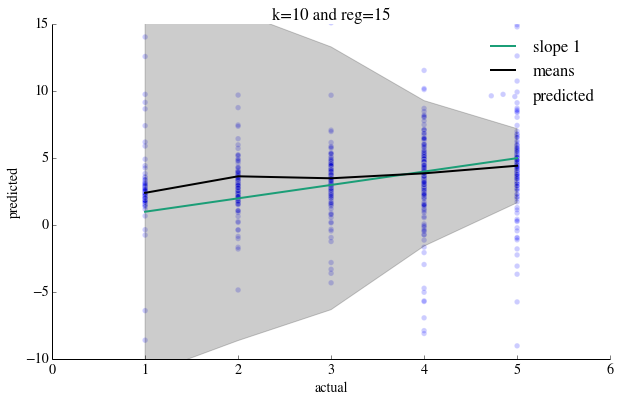 k=10 and reg=15
15
10
5
0
−5
−10
predicted
slope 1
means
predicted
0 1 2 3 4 5 6
actual